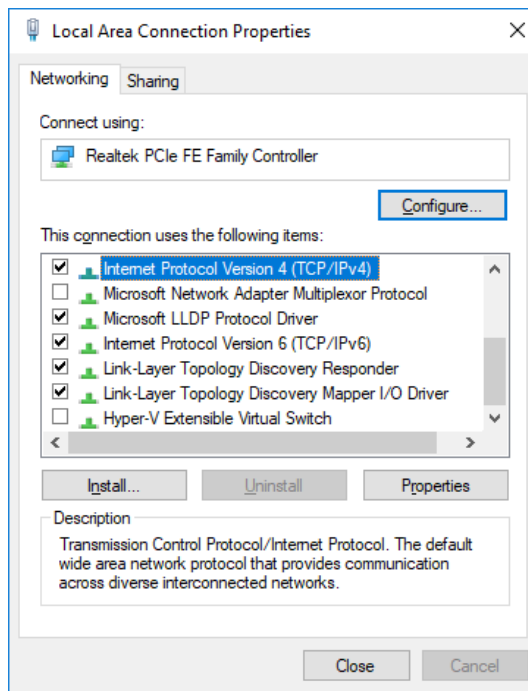 Local Area Connection Properties
Networking
Sharing
Connect using:
Realtek PCIe FE Family Controller
Configure...
This connection uses the following items:
Internet Protocol Version 4 (TCP/IPv4)
Microsoft Network Adapter Multiplexor Protocol
Microsoft LLDP Protocol Driver
Internet Protocol Version 6 (TCP/IPv6)
Link-Layer Topology Discovery Responder
Link-Layer Topology Discovery Mapper I/O Driver
Hyper-V Extensible Virtual Switch
Install...
Uninstall
Properties
Description
Transmission Control Protocol/Internet Protocol. The default
wide area network protocol that provides communication
across diverse interconnected networks.
Close
Cancel